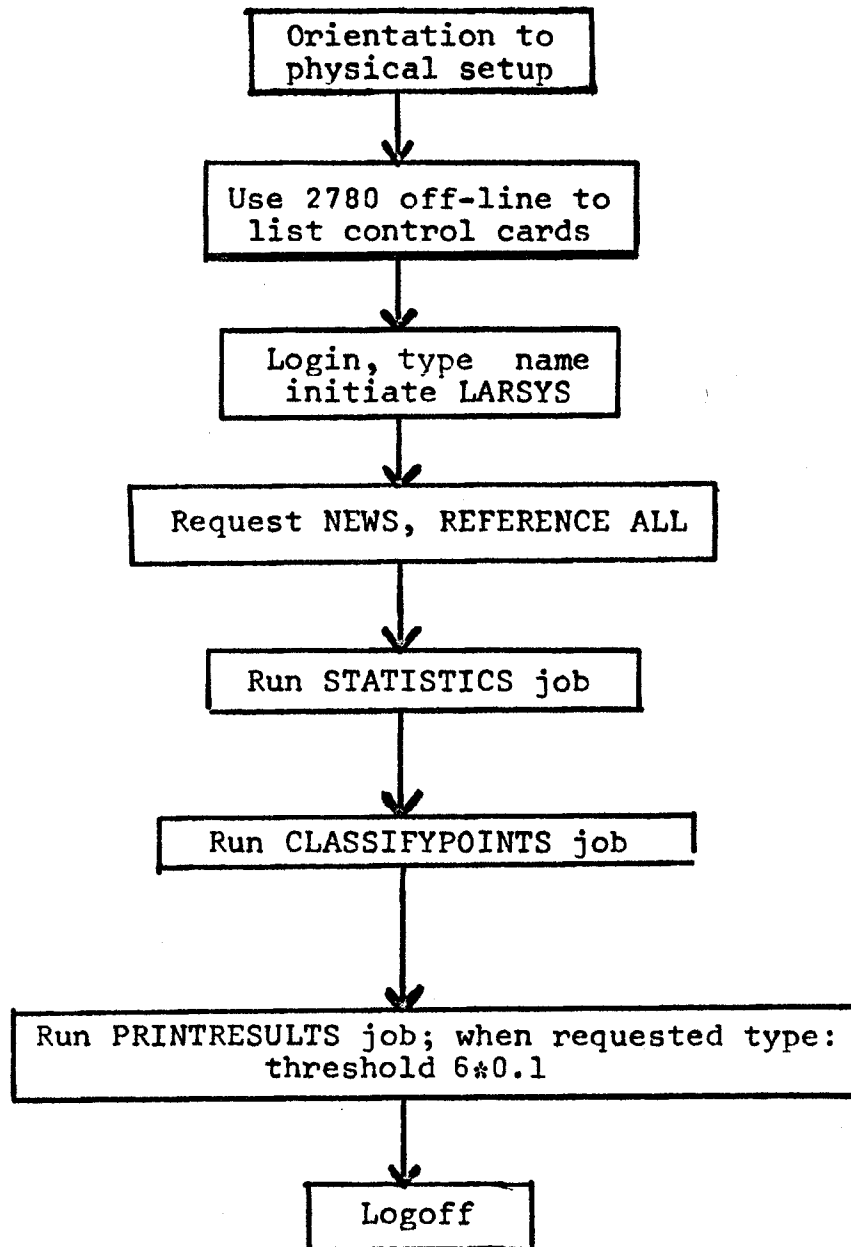 Orientation to
physical setup
Use 2780 off-line to
list control cards
Login, type name
initiate LARSYS
Request NEWS, REFERENCE ALL
Run STATISTICS job
Run CLASSIFYPOINTS job
Run PRINTRESULTS job; when requested type:
threshold 6*0.1
Logoff